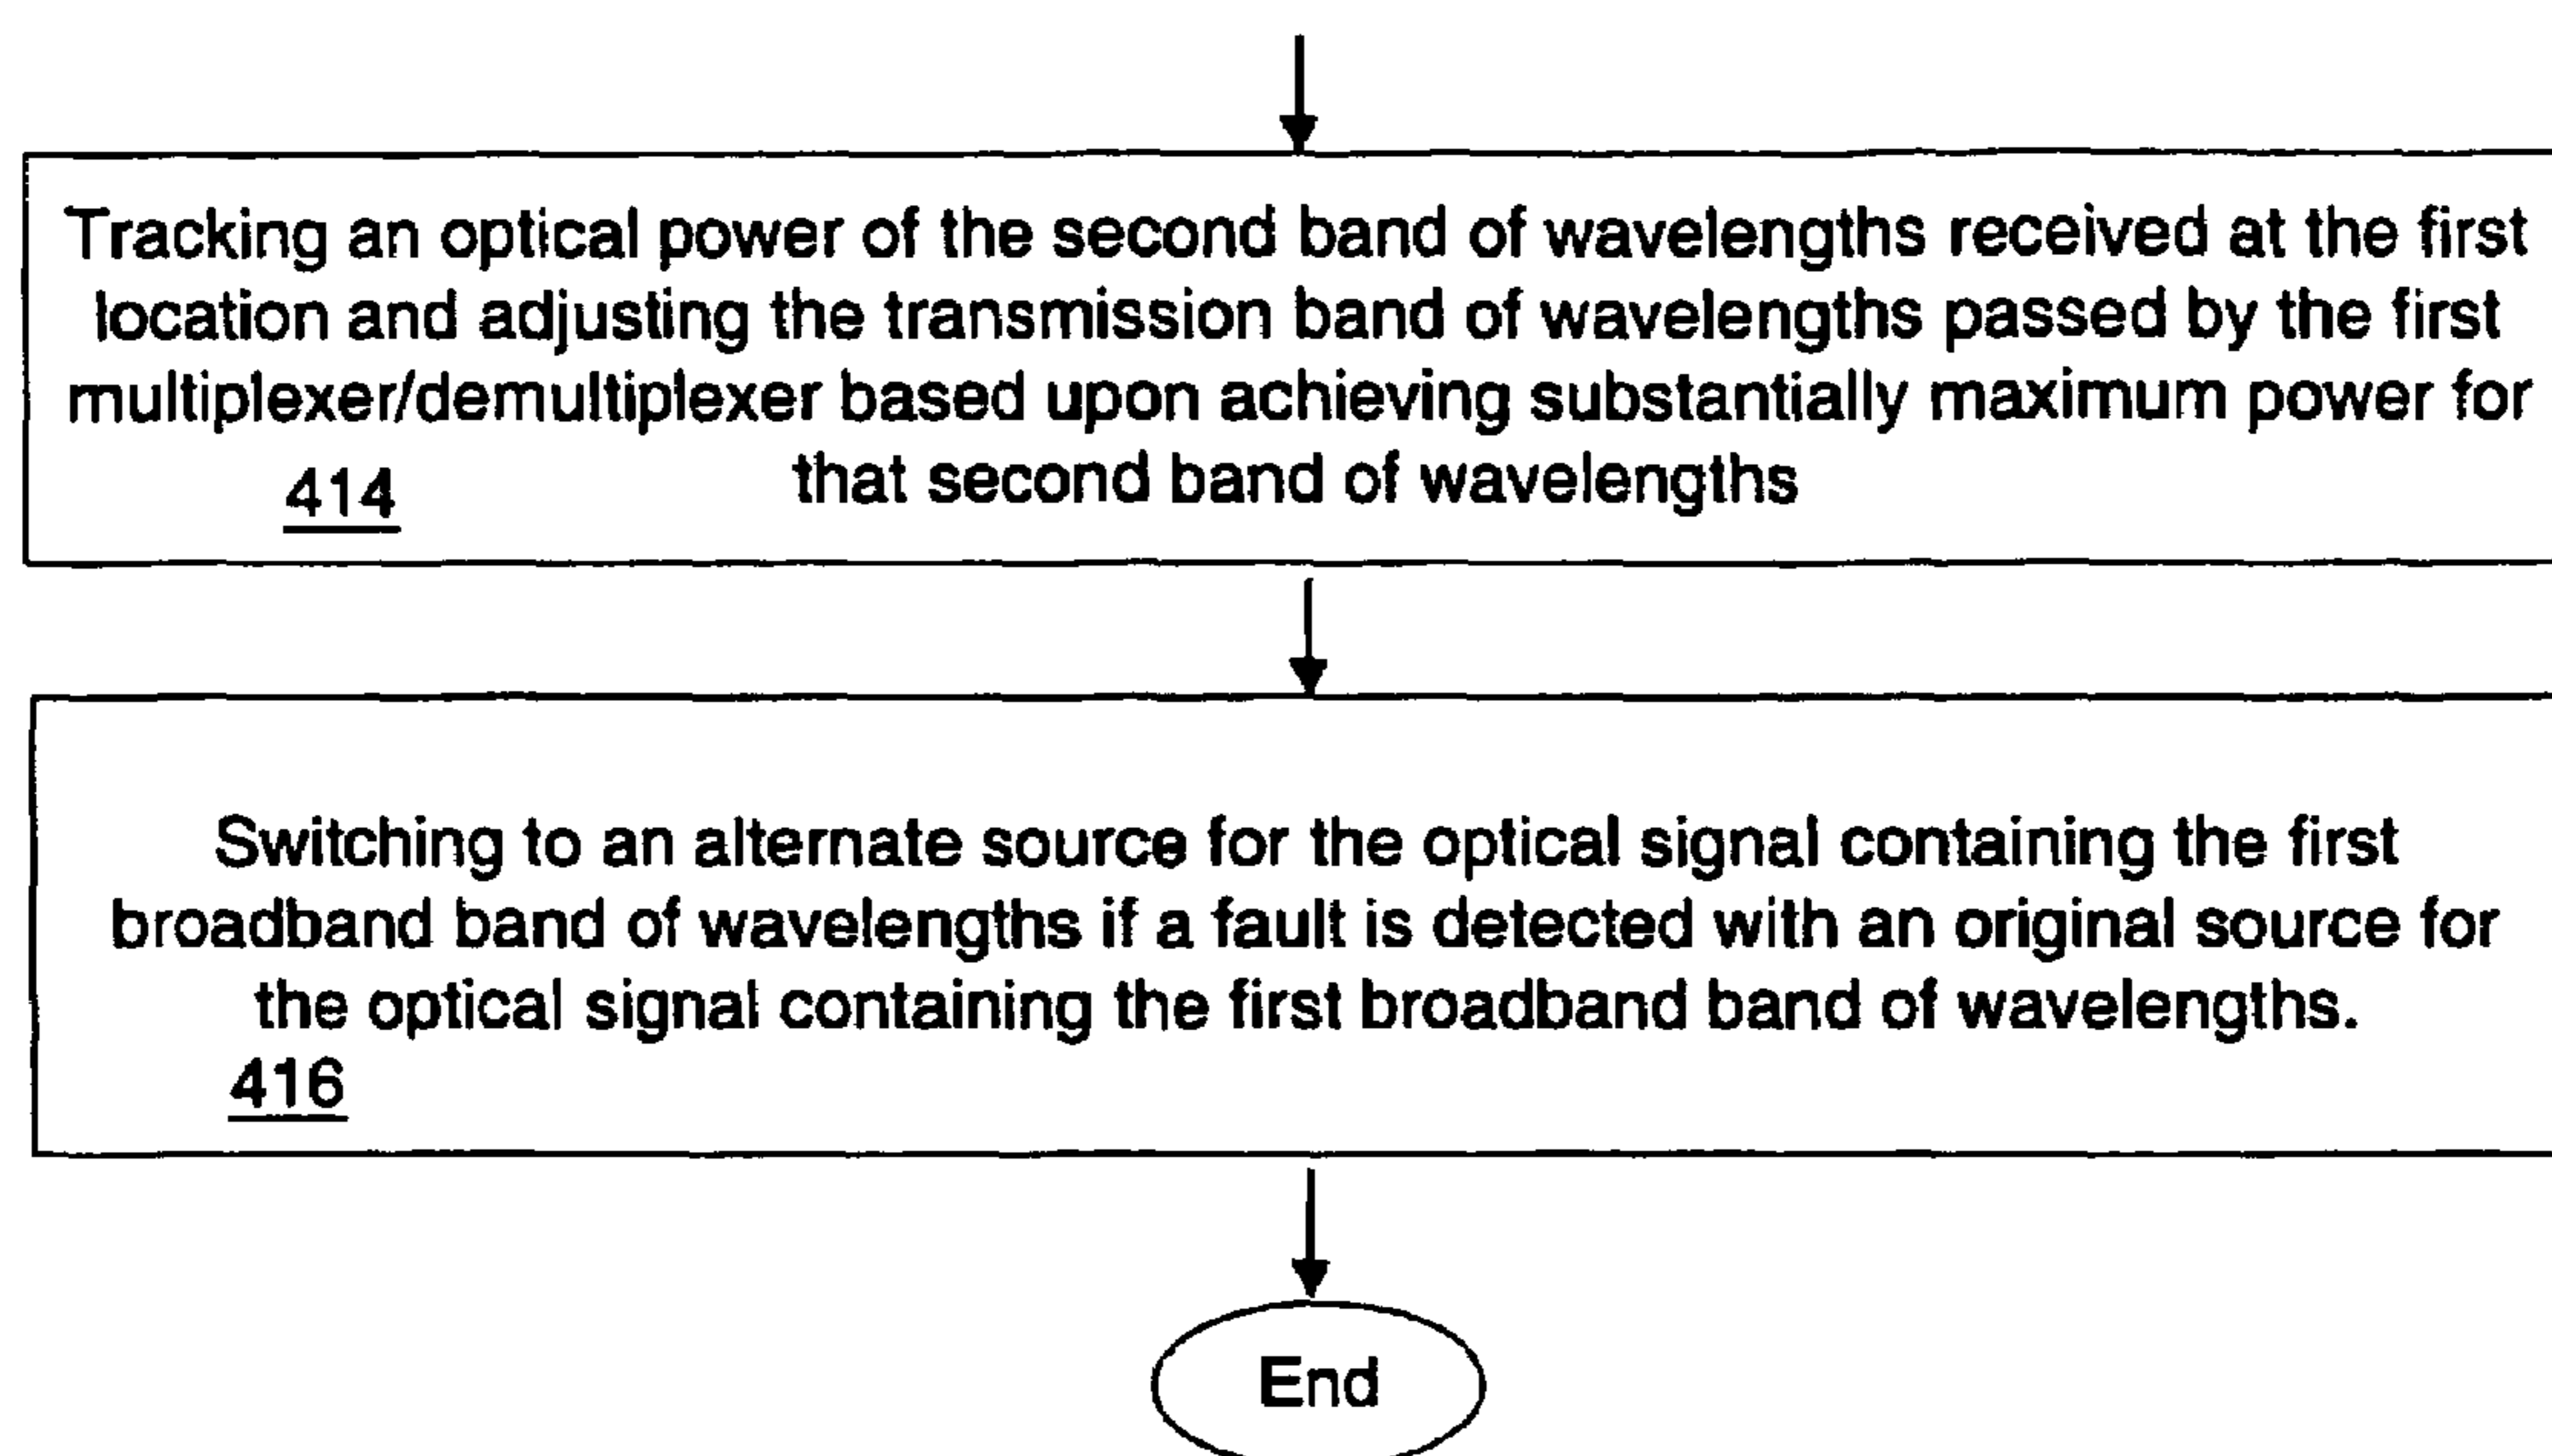 Tracking an optical power of the second band of wavelengths received at the first
location and adjusting the transmission band of wavelengths passed by the first
multiplexer/demultiplexer based upon achieving substantially maximum power for
that second band of wavelengths
414
Switching to an alternate source for the optical signal containing the first
broadband band of wavelengths if a fault is detected with an original source for
the optical signal containing the first broadband band of wavelengths.
416
End